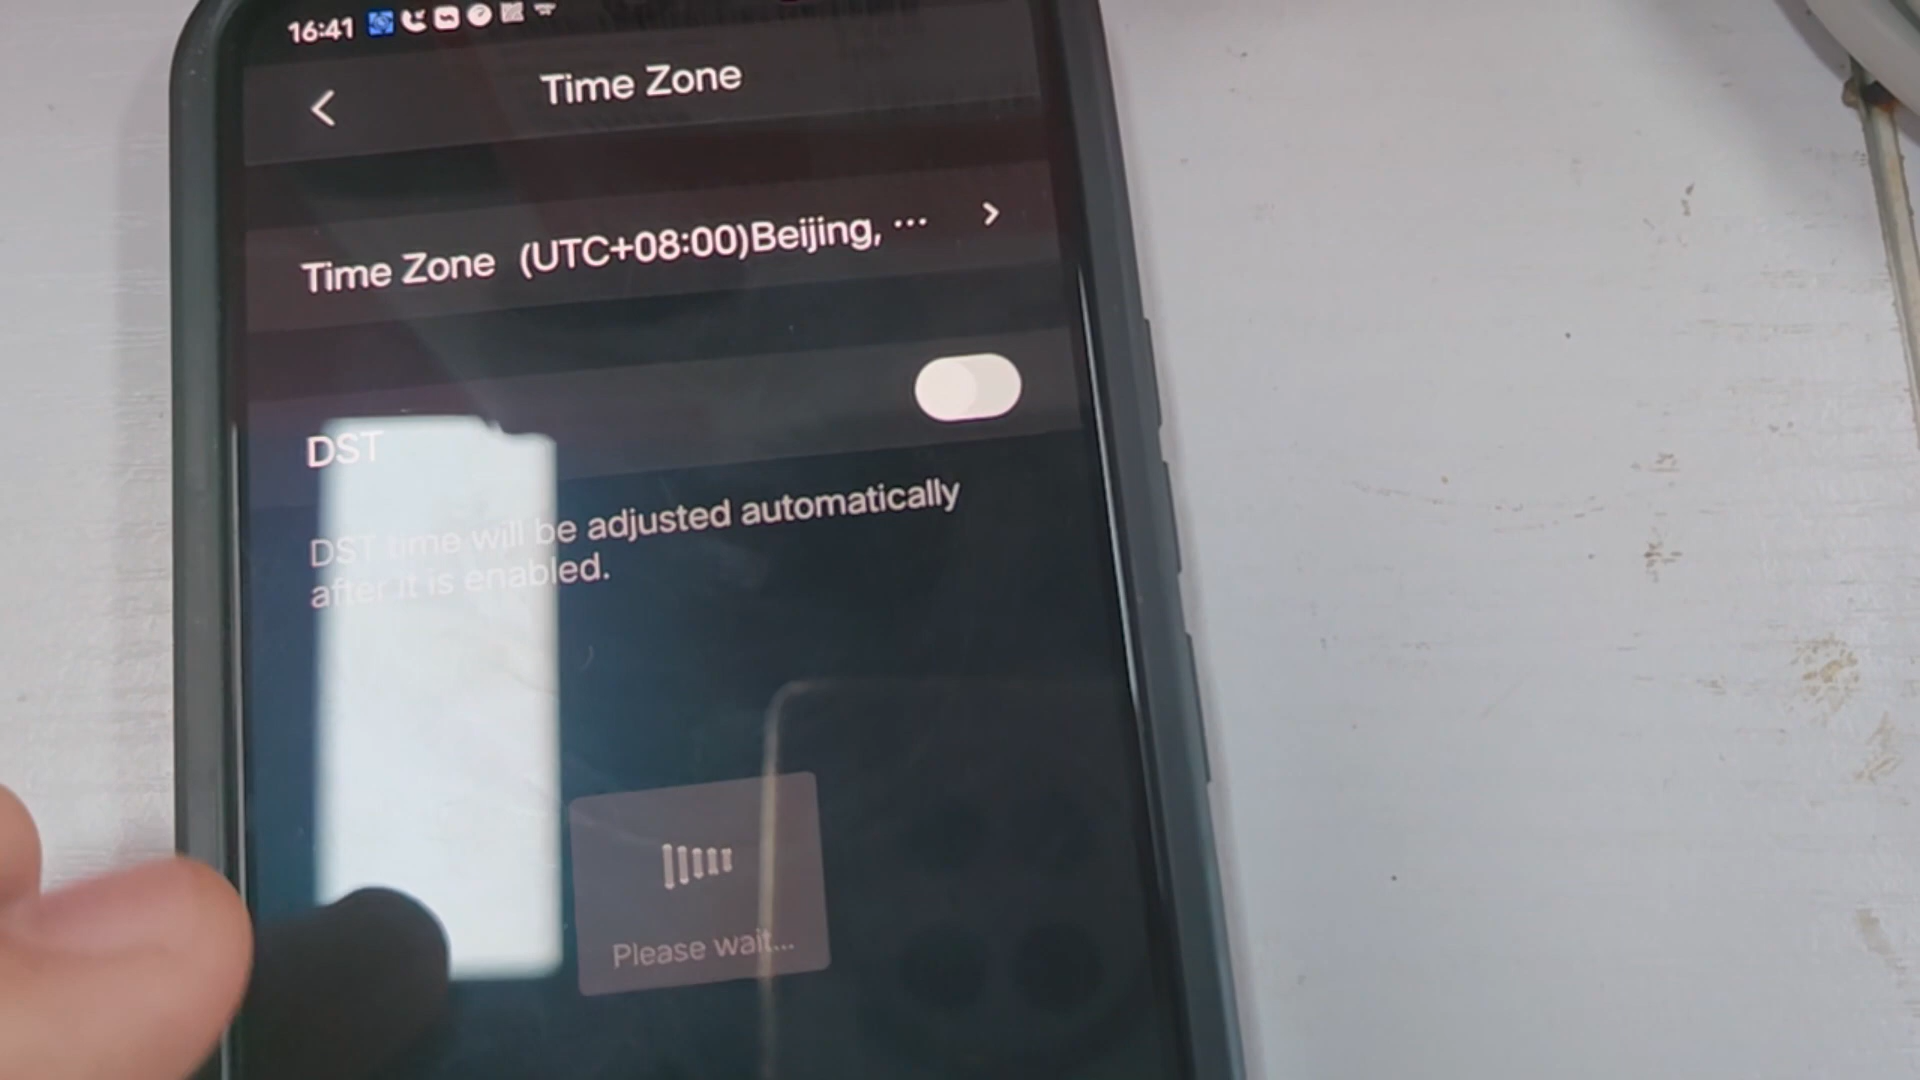 16:41
Time Zone
Time Zone (UTC+08:00)Beijing, ...
DST
DST time will be adjusted automatically
after it is enabled.
Please wait...